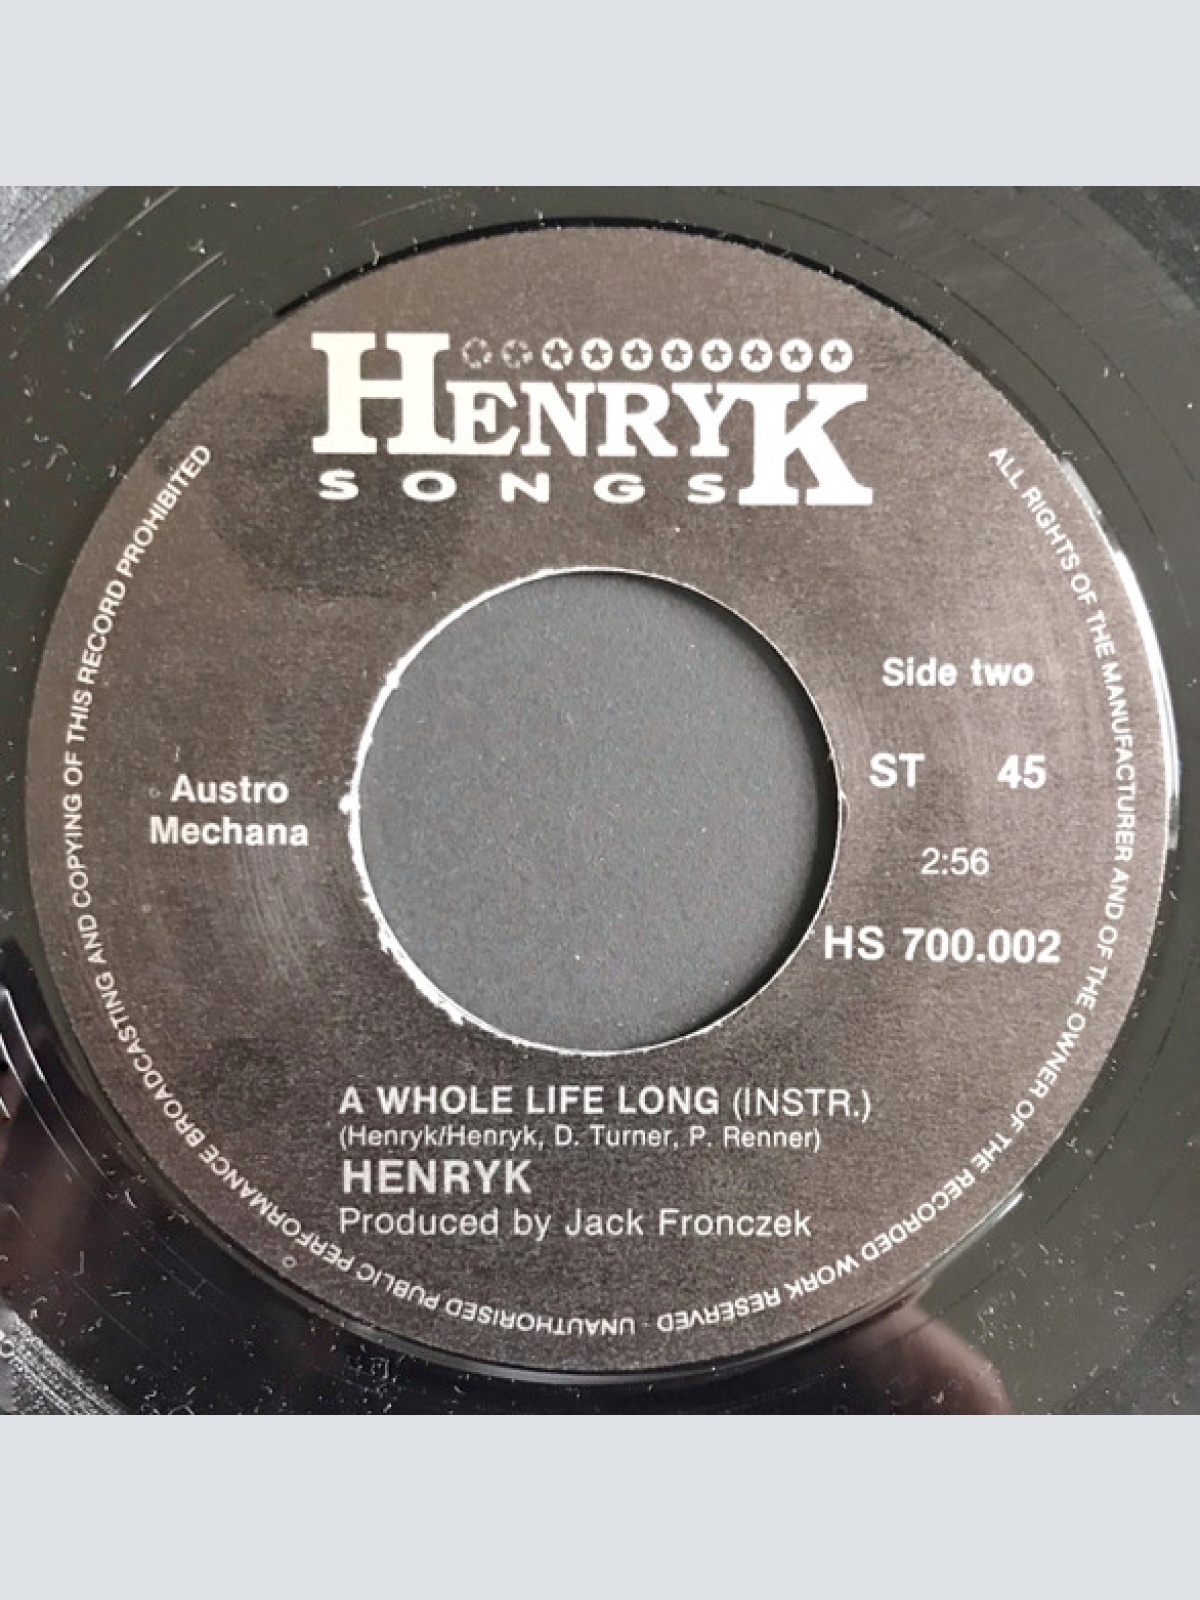 HENRYK
SONGS
ALL RIGHTS OF THE MANUFACTURER AND OF THE OWNER OF THE RECORDED WORK RESERVED · UNAUTHORISED PUBLIC PERFORMANCE BROADCASTING AND COPYING OF THIS RECORD PROHIBITED
Side two
ST 45
Austro
Mechana
2:56
HS 700.002
A WHOLE LIFE LONG (INSTR.)
(Henryk/Henryk, D. Turner, P. Renner)
HENRYK
Produced by Jack Fronczek